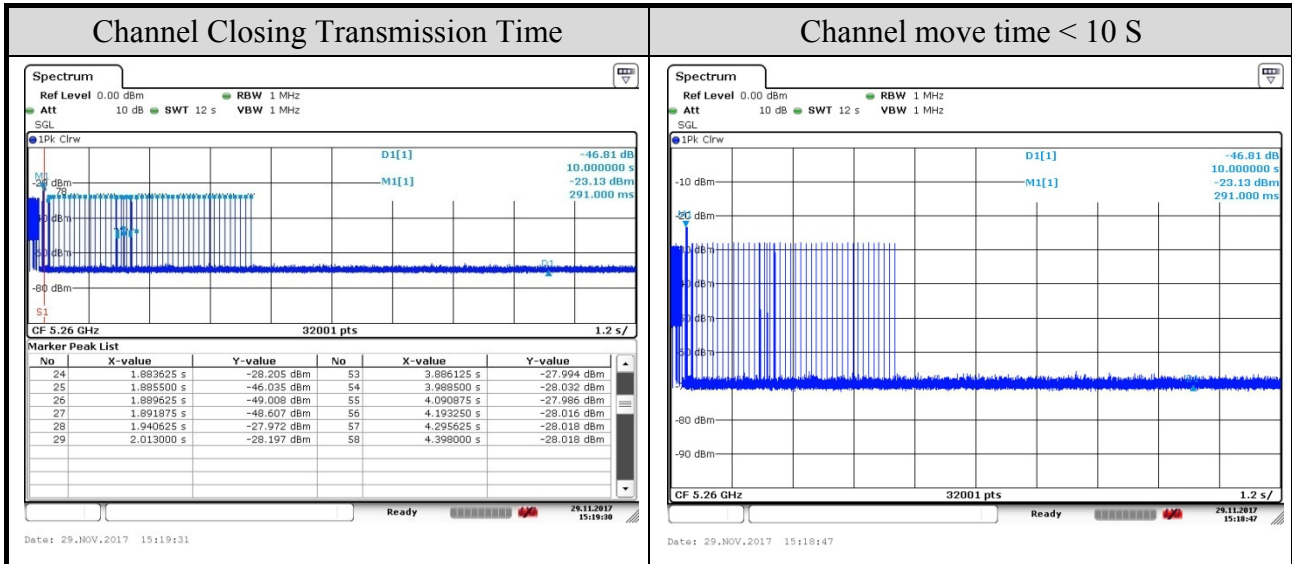 Channel Closing Transmission Time
Channel move time < 10 S
Spectrum
Ref Level 0.00 dBm RBW 1 MHz
Att 10 dB SWT 12 s VBW 1 MHz
SGL
1Pk Clrw
D1[1] -46.81 dB
10.000000 s
M1[1] -23.13 dBm
291.000 ms
M1
-20 dBm
78
-80 dBm
D1
S1
CF 5.26 GHz 32001 pts 1.2 s/
Marker Peak List
No X-value Y-value No X-value Y-value
24 1.883625 s -28.205 dBm 53 3.886125 s -27.994 dBm
25 1.885500 s -46.035 dBm 54 3.988500 s -28.032 dBm
26 1.889625 s -49.008 dBm 55 4.090875 s -27.986 dBm
27 1.891875 s -48.607 dBm 56 4.193250 s -28.016 dBm
28 1.940625 s -27.972 dBm 57 4.295625 s -28.018 dBm
29 2.013000 s -28.197 dBm 58 4.398000 s -28.018 dBm
Ready 29.11.2017
15:19:30
Date: 29.NOV.2017 15:19:31
Spectrum
Ref Level 0.00 dBm RBW 1 MHz
Att 10 dB SWT 12 s VBW 1 MHz
SGL
1Pk Clrw
D1[1] -46.81 dB
10.000000 s
-10 dBm M1[1] -23.13 dBm
291.000 ms
-20 dBm
-80 dBm
-90 dBm
CF 5.26 GHz 32001 pts 1.2 s/
Ready 29.11.2017
15:18:47
Date: 29.NOV.2017 15:18:47